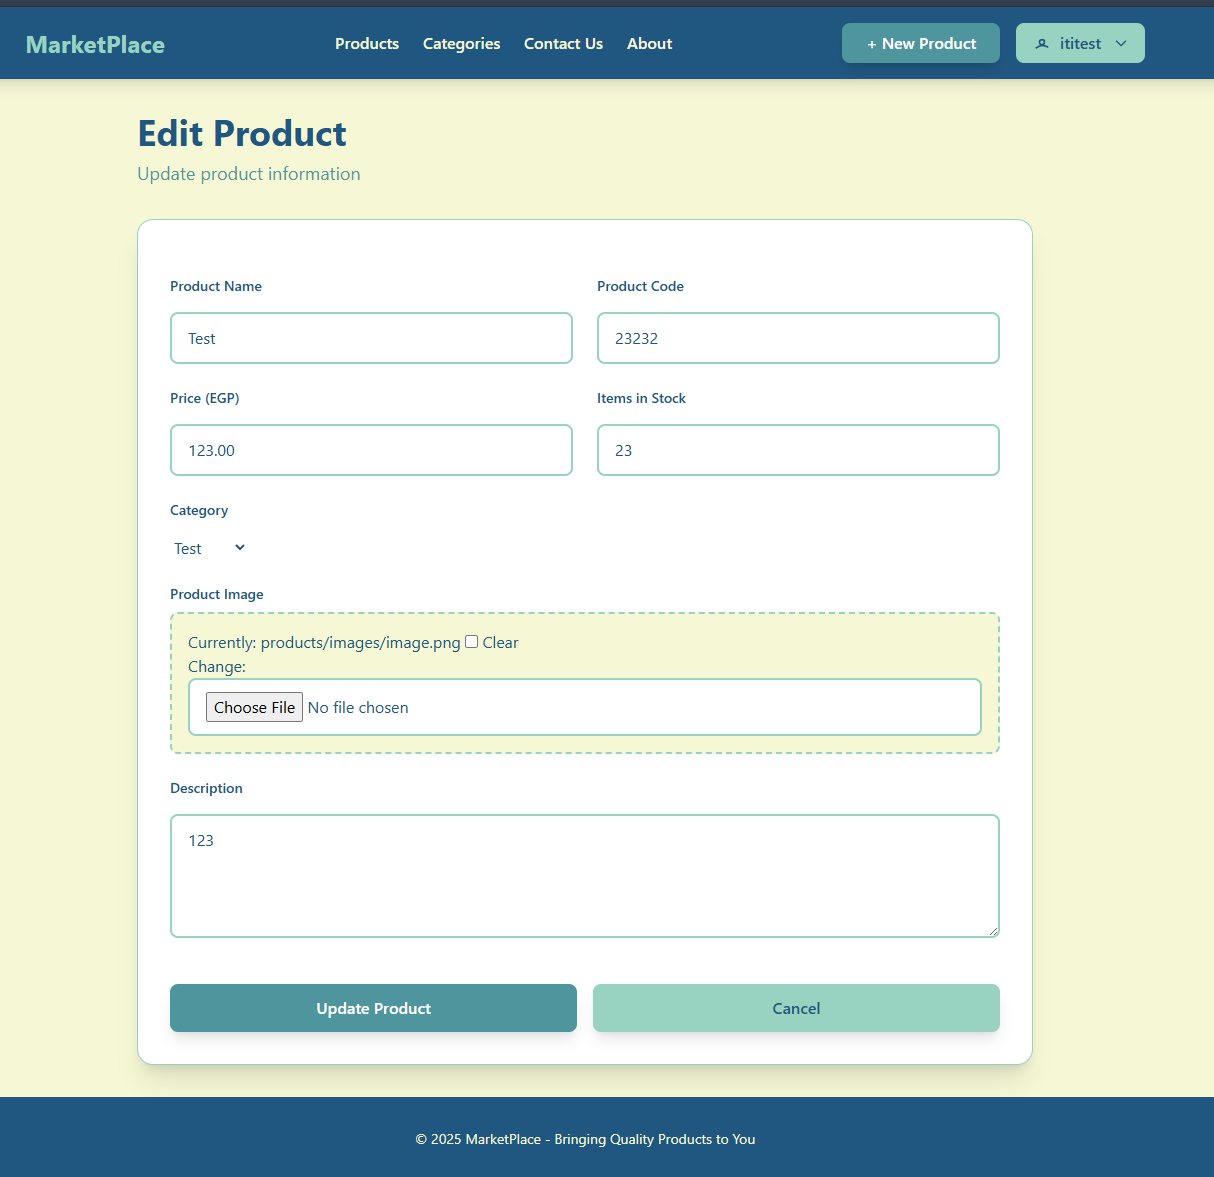 MarketPlace
Products Categories Contact Us About
+ New Product
ititest
Edit Product
Update product information
Product Name Product Code
Test 23232
Price (EGP) Items in Stock
123.00 23
Category
Test
Product Image
Currently: products/images/image.png Clear
Change:
Choose File No file chosen
Description
123
Update Product Cancel
© 2025 MarketPlace - Bringing Quality Products to You